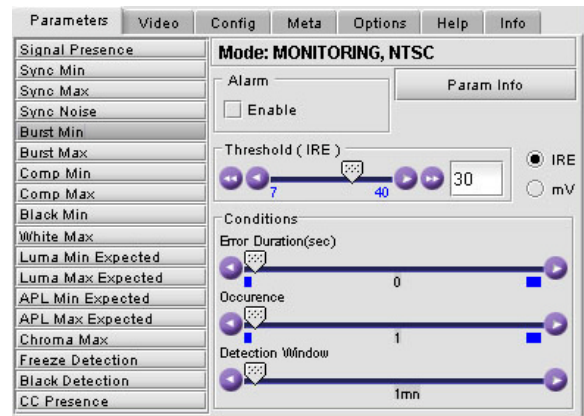 Parameters Video Config Meta Options Help Info
Signal Presence
Sync Min
Sync Max
Sync Noise
Burst Min
Burst Max
Comp Min
Comp Max
Black Min
White Max
Luma Min Expected
Luma Max Expected
APL Min Expected
APL Max Expected
Chroma Max
Freeze Detection
Black Detection
CC Presence
Mode: MONITORING, NTSC
Alarm
Enable
Param Info
Threshold ( IRE )
7 40
30
IRE
mV
Conditions
Error Duration(sec)
0
Occurence
1
Detection Window
1mn